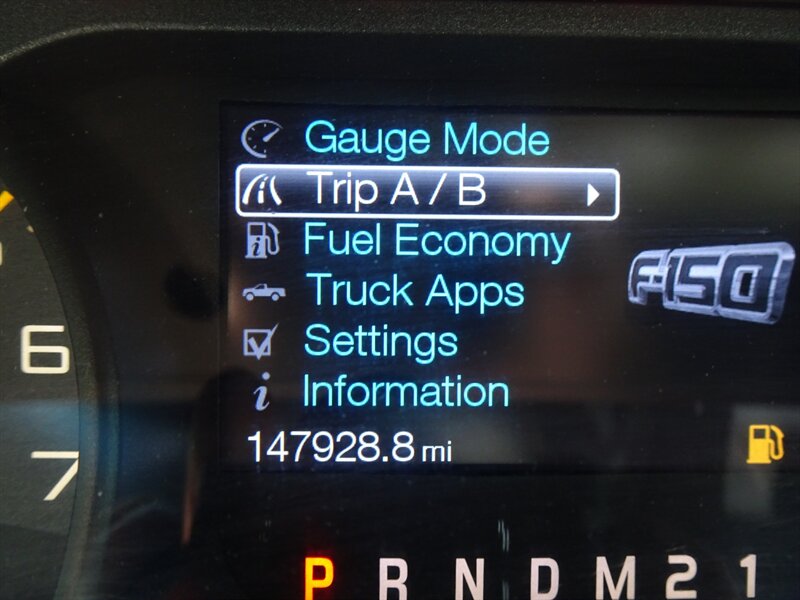 Gauge Mode
Trip A / B
Fuel Economy
Truck Apps
Settings
Information
147928.8 mi
F-150
6
7
P R N D M 2 1